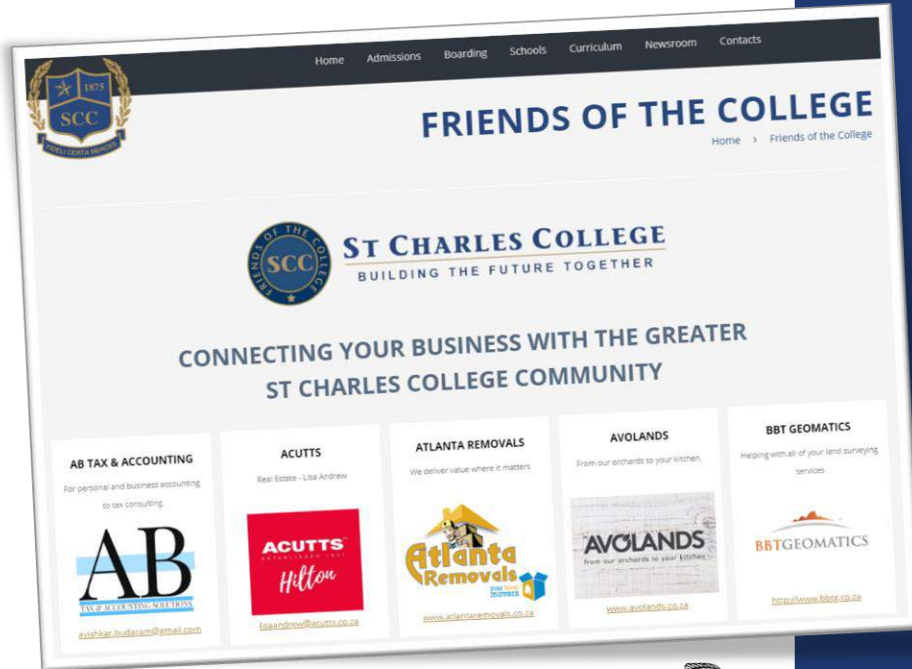 Home Admissions Boarding Schools Curriculum Newsroom Contacts
1875
SCC
FIDELI CERTA MERCES
FRIENDS OF THE COLLEGE
Home > Friends of the College
FRIENDS OF THE COLLEGE
SCC
ST CHARLES COLLEGE
BUILDING THE FUTURE TOGETHER
CONNECTING YOUR BUSINESS WITH THE GREATER
ST CHARLES COLLEGE COMMUNITY
AB TAX & ACCOUNTING
For personal and business accounting
to tax consulting.
AB
TAX & ACCOUNTING SOLUTIONS
avishkar.budaram@gmail.com
ACUTTS
Real Estate - Lisa Andrew
ACUTTS
Hilton
lisaandrew@acutts.co.za
ATLANTA REMOVALS
We deliver value where it matters
Atlanta
Removals
your local
movers
www.atlantaremovals.co.za
AVOLANDS
From our orchards to your kitchen.
AVOLANDS
from our orchards to your kitchen
www.avolands.co.za
BBT GEOMATICS
Helping with all of your land surveying
services
BBTGEOMATICS
http://www.bbtg.co.za